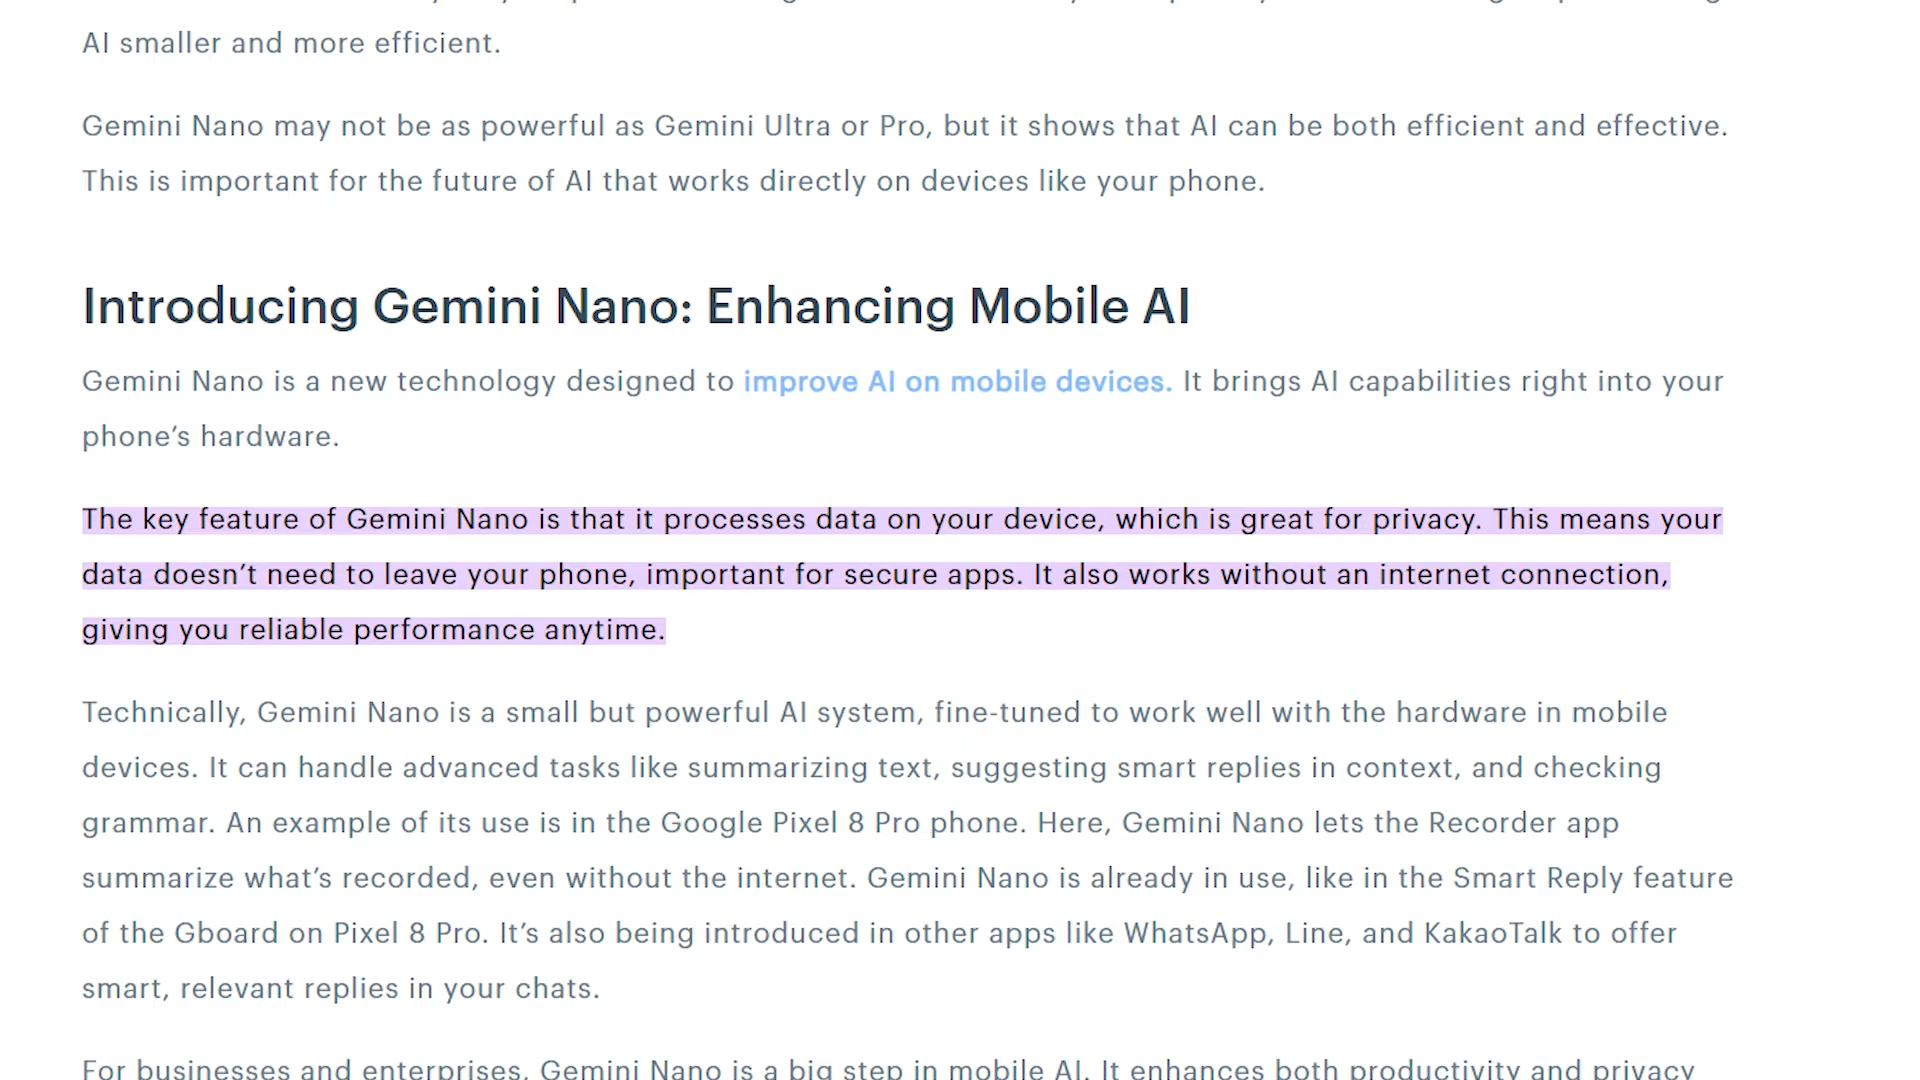 AI smaller and more efficient.
Gemini Nano may not be as powerful as Gemini Ultra or Pro, but it shows that AI can be both efficient and effective.
This is important for the future of AI that works directly on devices like your phone.
Introducing Gemini Nano: Enhancing Mobile AI
Gemini Nano is a new technology designed to improve AI on mobile devices. It brings AI capabilities right into your
phone’s hardware.
The key feature of Gemini Nano is that it processes data on your device, which is great for privacy. This means your
data doesn’t need to leave your phone, important for secure apps. It also works without an internet connection,
giving you reliable performance anytime.
Technically, Gemini Nano is a small but powerful AI system, fine-tuned to work well with the hardware in mobile
devices. It can handle advanced tasks like summarizing text, suggesting smart replies in context, and checking
grammar. An example of its use is in the Google Pixel 8 Pro phone. Here, Gemini Nano lets the Recorder app
summarize what’s recorded, even without the internet. Gemini Nano is already in use, like in the Smart Reply feature
of the Gboard on Pixel 8 Pro. It’s also being introduced in other apps like WhatsApp, Line, and KakaoTalk to offer
smart, relevant replies in your chats.
For businesses and enterprises, Gemini Nano is a big step in mobile AI. It enhances both productivity and privacy